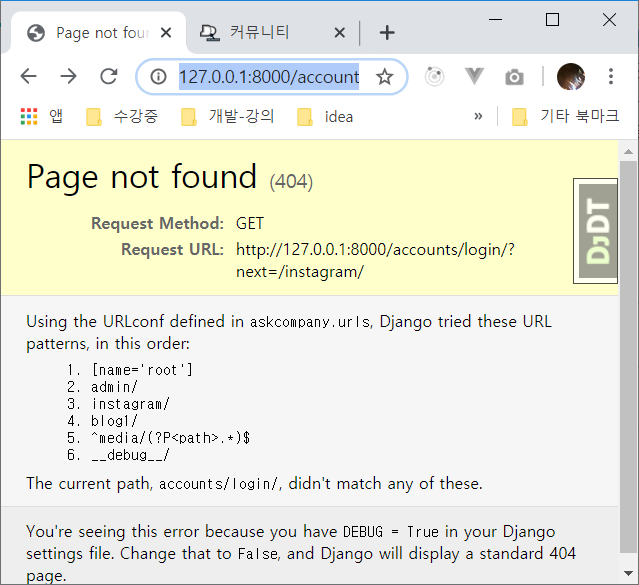 Page not foun
커뮤니티
127.0.0.1:8000/account
앱
수강중
개발-강의
idea
»
기타 북마크
Page not found (404)
DjDT
Request Method: GET
Request URL: http://127.0.0.1:8000/accounts/login/?
next=/instagram/
Using the URLconf defined in askcompany.urls, Django tried these URL
patterns, in this order:
1. [name='root']
2. admin/
3. instagram/
4. blog1/
5. ^media/(?P<path>.*)$
6. __debug__/
The current path, accounts/login/, didn't match any of these.
You're seeing this error because you have DEBUG = True in your Django
settings file. Change that to False, and Django will display a standard 404
page.